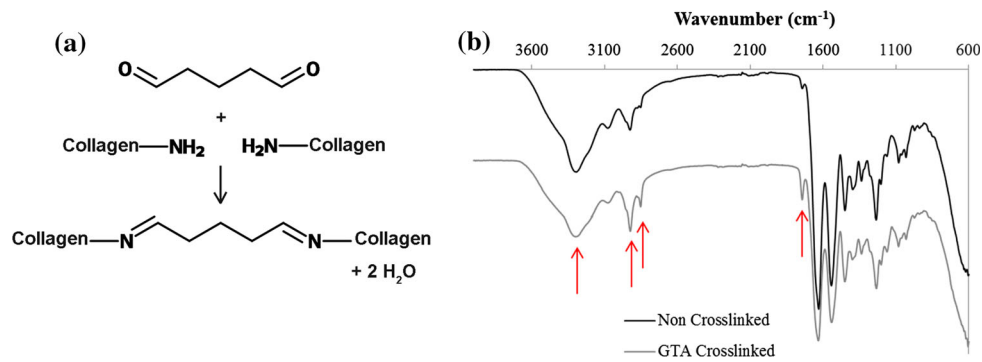 (a)
O O
+
Collagen—NH2 H2N—Collagen
Collagen—N N—Collagen
+ 2 H2O
(b)
Wavenumber (cm-1)
3600 3100 2600 2100 1600 1100 600
Non Crosslinked
GTA Crosslinked